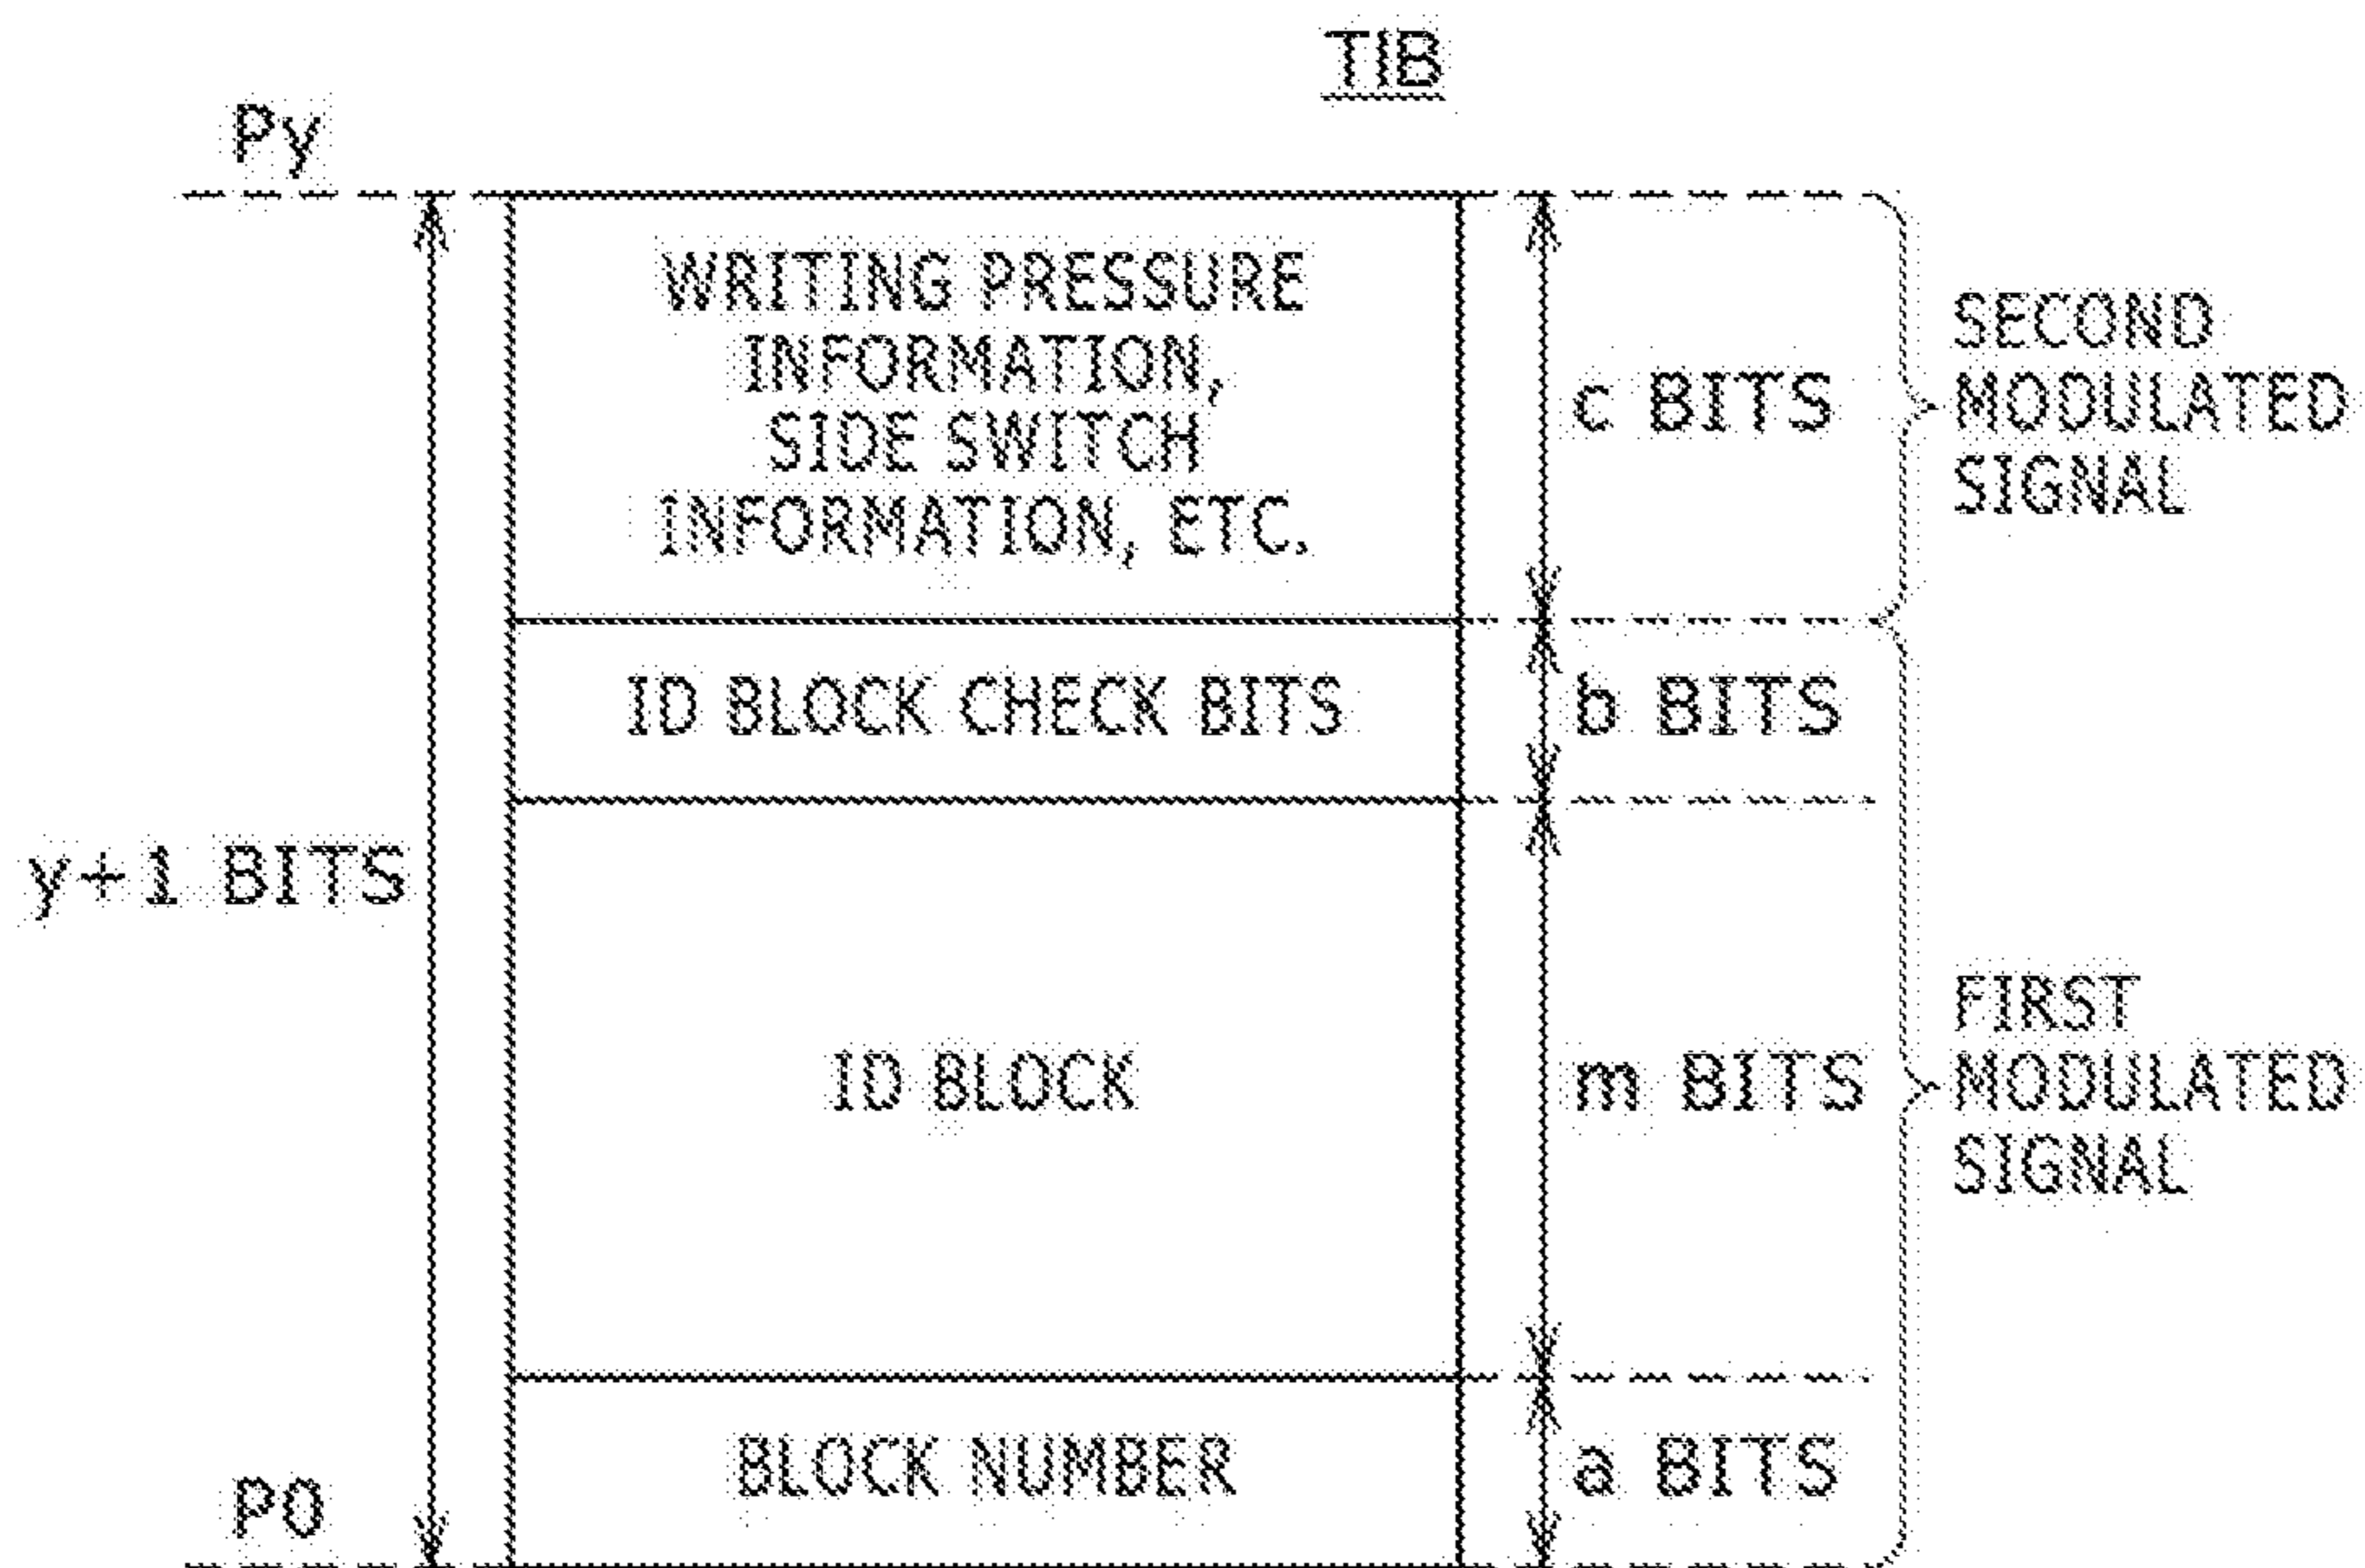 TIB
Py
WRITING PRESSURE
INFORMATION,
SIDE SWITCH
INFORMATION, ETC.
c BITS
SECOND
MODULATED
SIGNAL
ID BLOCK CHECK BITS
b BITS
y+1 BITS
ID BLOCK
m BITS
FIRST
MODULATED
SIGNAL
BLOCK NUMBER
a BITS
P0